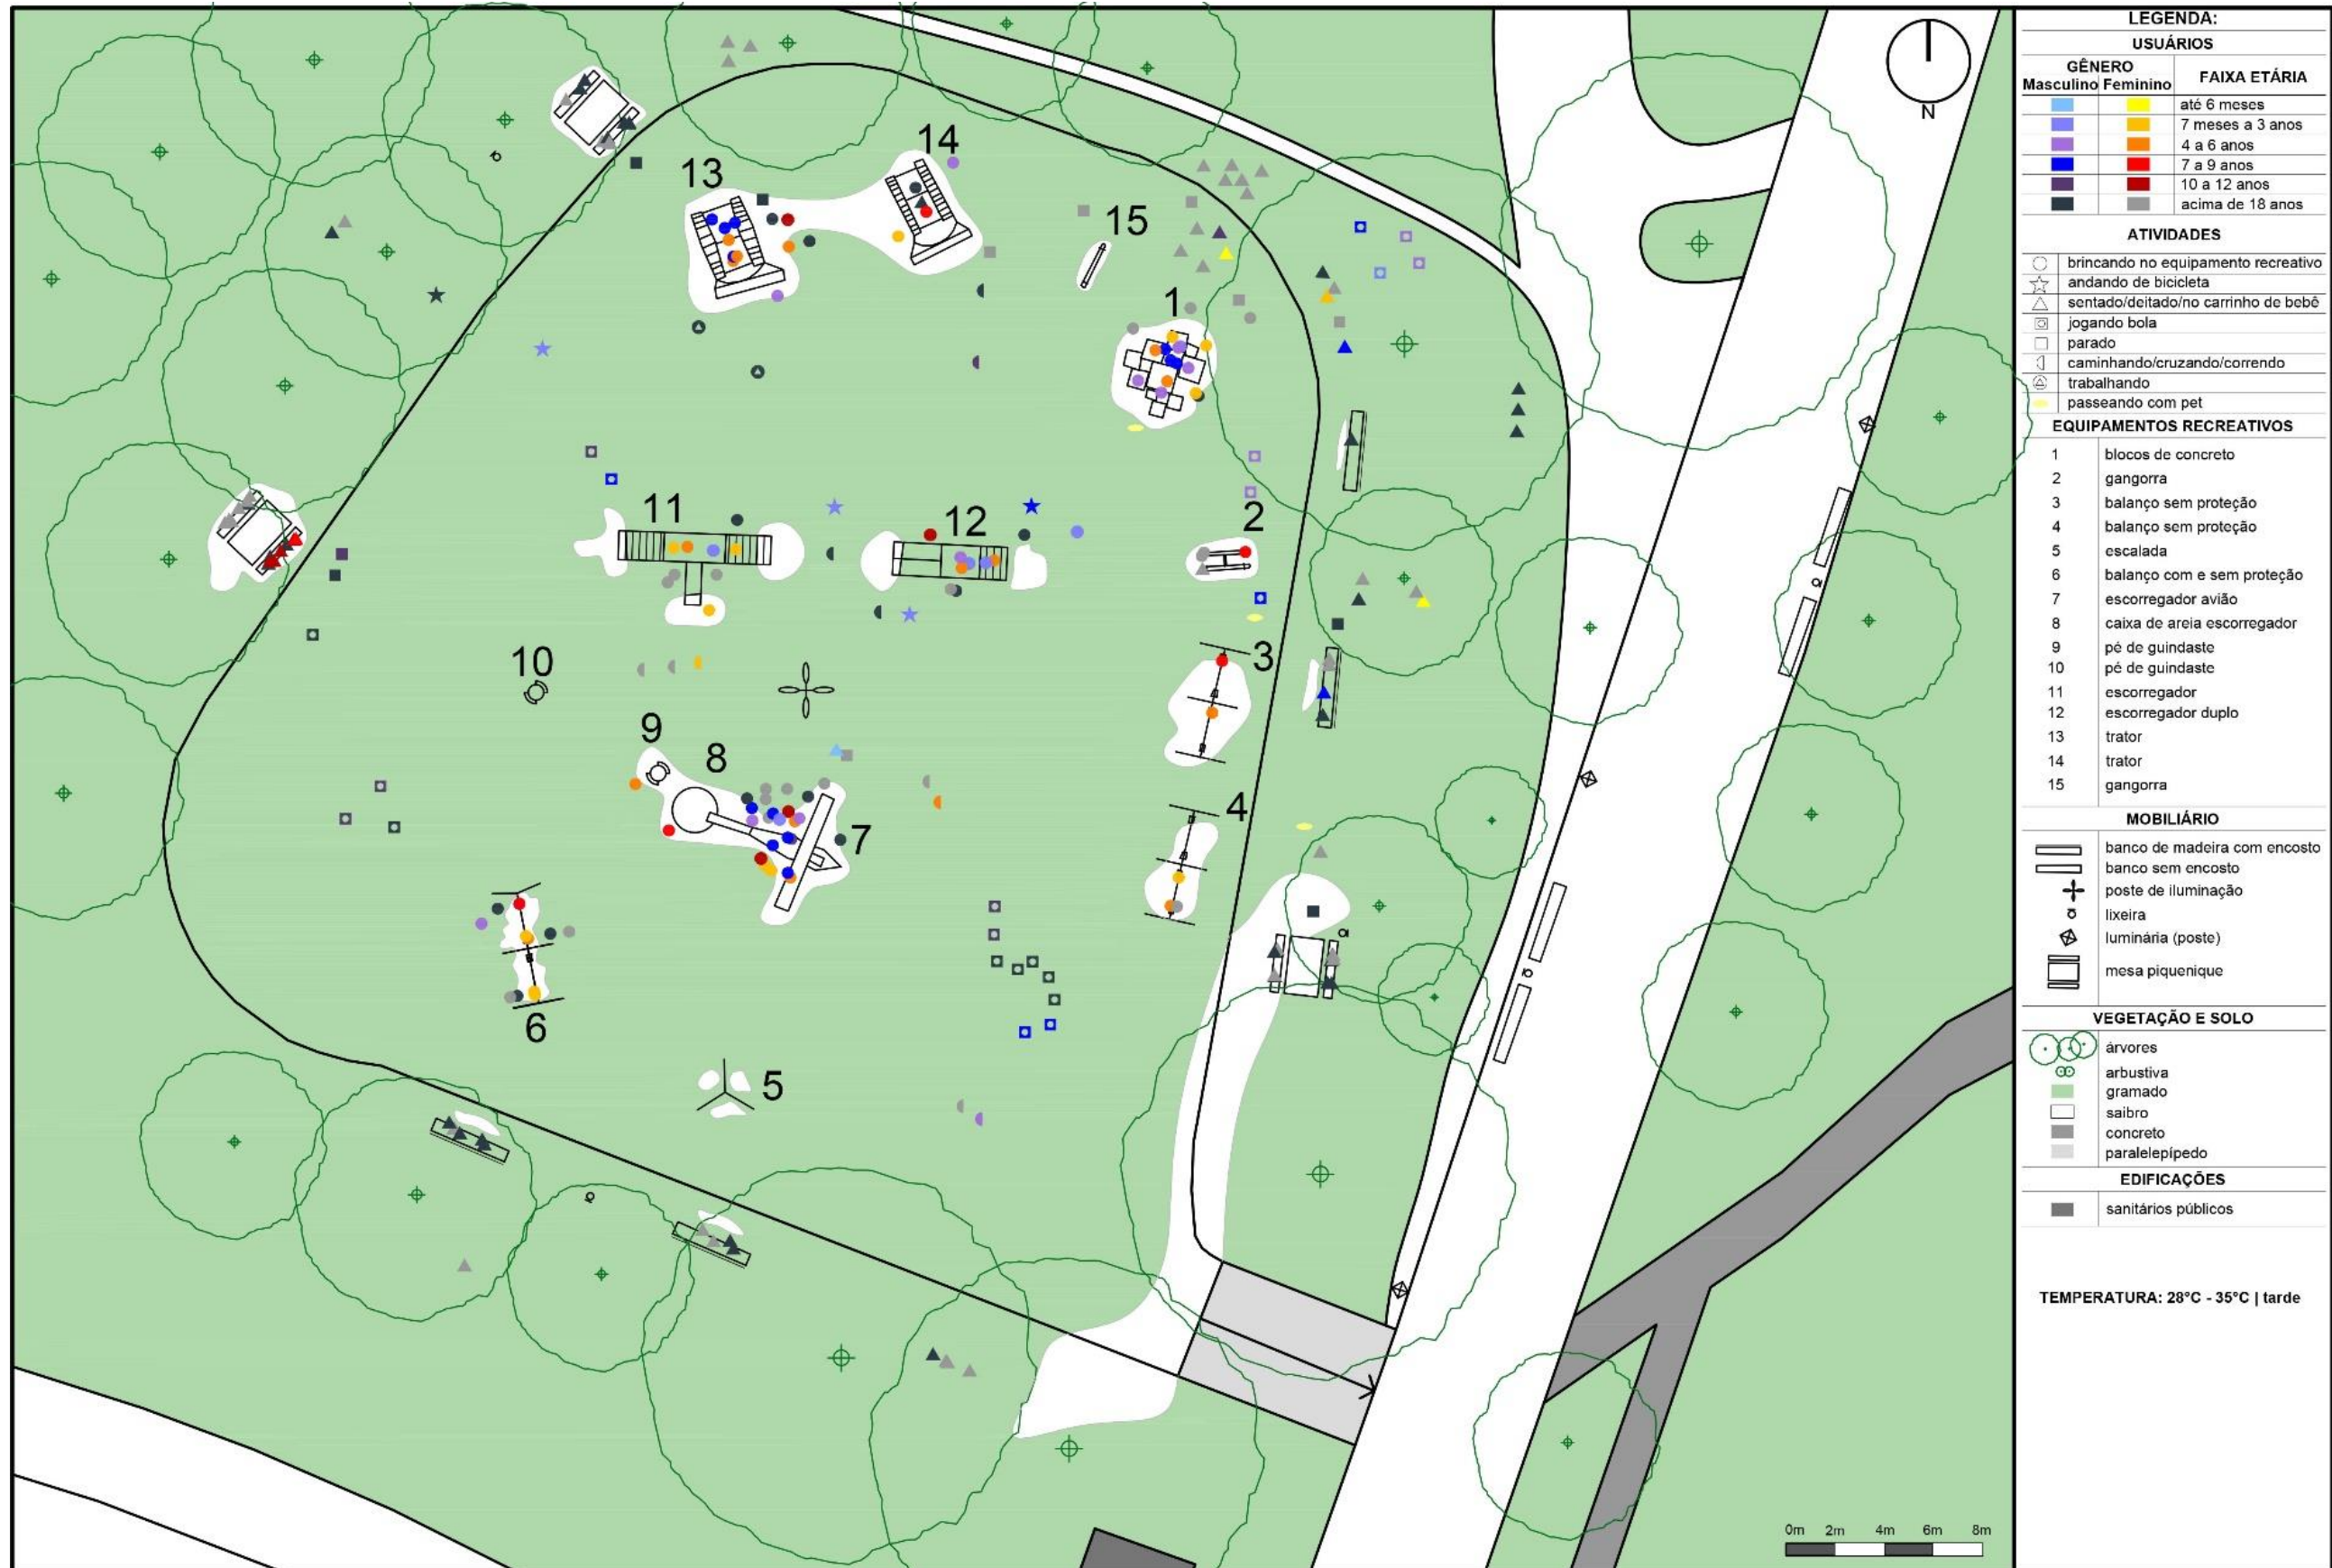 13
14
15
1
11
12
2
10
3
9
8
4
7
6
5
N
0m 2m 4m 6m 8m
LEGENDA:
USUÁRIOS
GÊNERO
Masculino Feminino
FAIXA ETÁRIA
até 6 meses
7 meses a 3 anos
4 a 6 anos
7 a 9 anos
10 a 12 anos
acima de 18 anos
ATIVIDADES
brincando no equipamento recreativo
andando de bicicleta
sentado/deitado/no carrinho de bebê
jogando bola
parado
caminhando/cruzando/correndo
trabalhando
passeando com pet
EQUIPAMENTOS RECREATIVOS
1 blocos de concreto
2 gangorra
3 balanço sem proteção
4 balanço sem proteção
5 escalada
6 balanço com e sem proteção
7 escorregador avião
8 caixa de areia escorregador
9 pé de guindaste
10 pé de guindaste
11 escorregador
12 escorregador duplo
13 trator
14 trator
15 gangorra
MOBILIÁRIO
banco de madeira com encosto
banco sem encosto
poste de iluminação
lixeira
luminária (poste)
mesa piquenique
VEGETAÇÃO E SOLO
árvores
arbustiva
gramado
saibro
concreto
paralelepípedo
EDIFICAÇÕES
sanitários públicos
TEMPERATURA: 28°C - 35°C | tarde